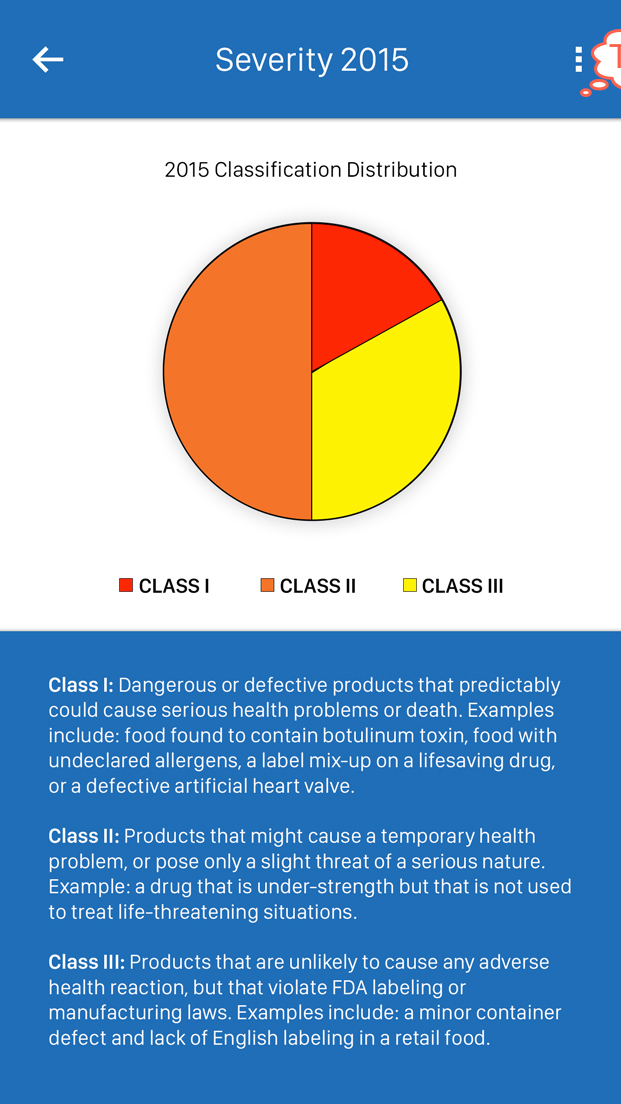 Severity 2015
2015 Classification Distribution
CLASS I
CLASS II
CLASS III
Class I: Dangerous or defective products that predictably
could cause serious health problems or death. Examples
include: food found to contain botulinum toxin, food with
undeclared allergens, a label mix-up on a lifesaving drug,
or a defective artificial heart valve.
Class II: Products that might cause a temporary health
problem, or pose only a slight threat of a serious nature.
Example: a drug that is under-strength but that is not used
to treat life-threatening situations.
Class III: Products that are unlikely to cause any adverse
health reaction, but that violate FDA labeling or
manufacturing laws. Examples include: a minor container
defect and lack of English labeling in a retail food.